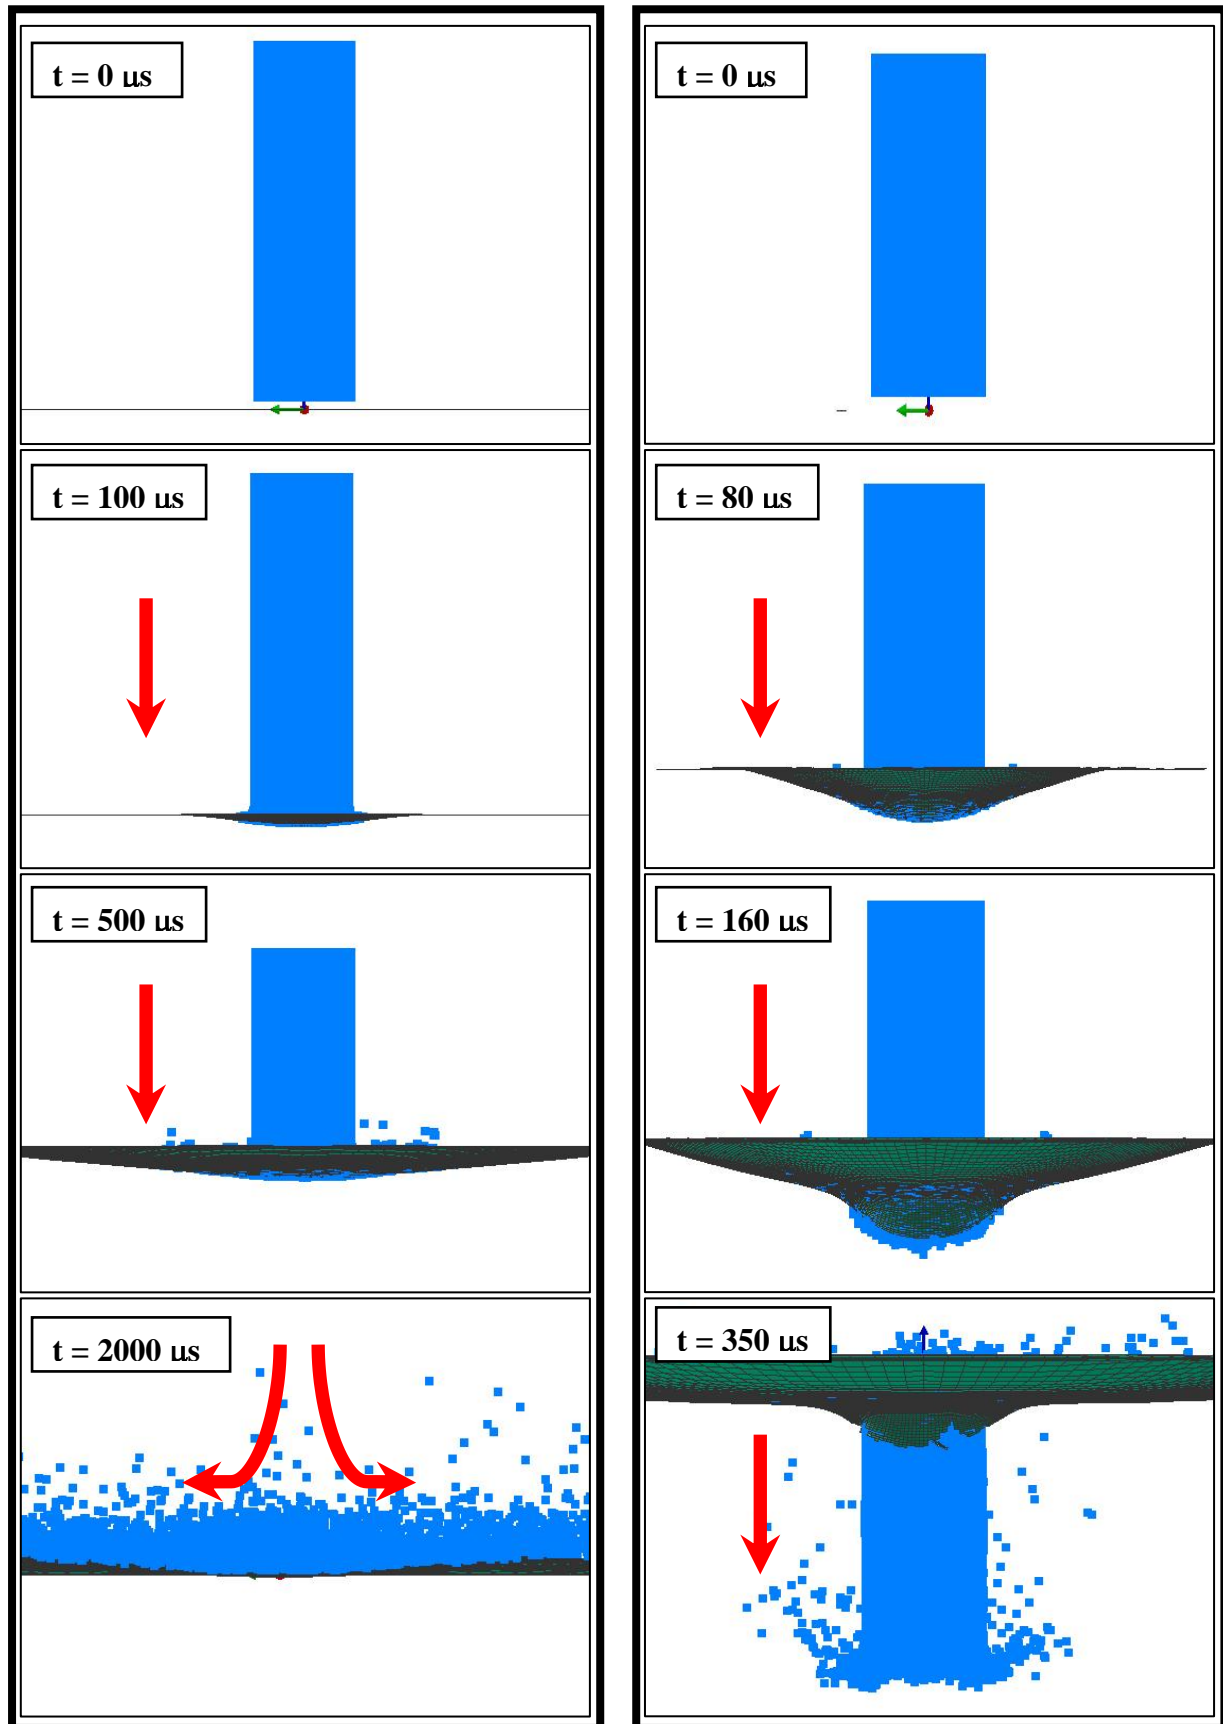 t = 0 μs
t = 100 μs
t = 500 μs
t = 2000 μs
t = 0 μs
t = 80 μs
t = 160 μs
t = 350 μs